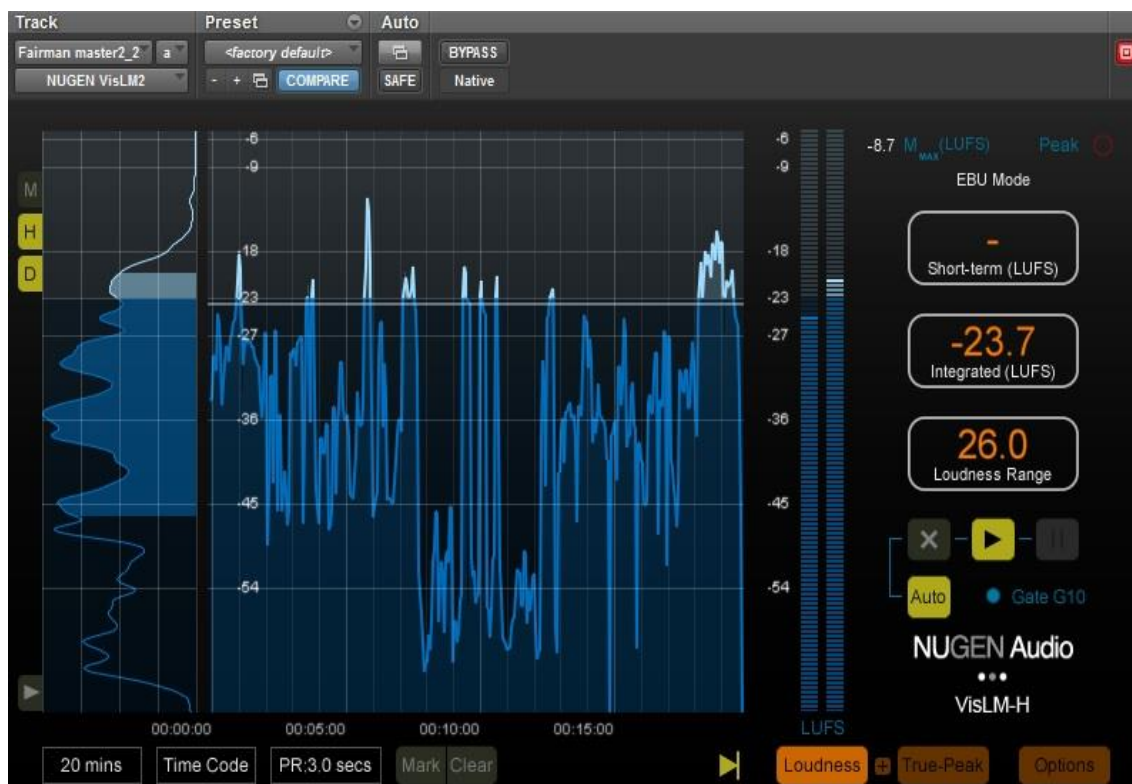 Track Preset Auto
Fairman master2_2 a <factory default> BYPASS
NUGEN VisLM2 - + COMPARE SAFE Native
-6 -6 -8.7 M MAX (LUFS) Peak
-9 -9
EBU Mode
M
H
-
-18 -18
Short-term (LUFS)
D
-23 -23
-27 -27
-23.7
Integrated (LUFS)
-36 -36
26.0
Loudness Range
-45 -45
-54 -54
Auto Gate G10
NUGEN Audio
VisLM-H
00:00:00 00:05:00 00:10:00 00:15:00 LUFS
20 mins Time Code PR:3.0 secs Mark Clear Loudness + True-Peak Options